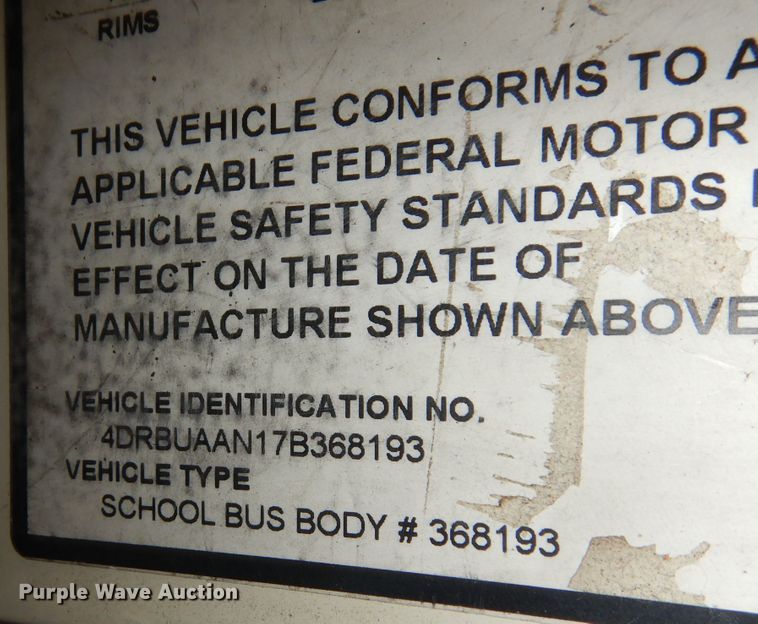 RIMS
THIS VEHICLE CONFORMS TO A
APPLICABLE FEDERAL MOTOR
VEHICLE SAFETY STANDARDS I
EFFECT ON THE DATE OF
MANUFACTURE SHOWN ABOVE
VEHICLE IDENTIFICATION NO.
4DRBUAAN17B368193
VEHICLE TYPE
SCHOOL BUS BODY # 368193
Purple Wave Auction